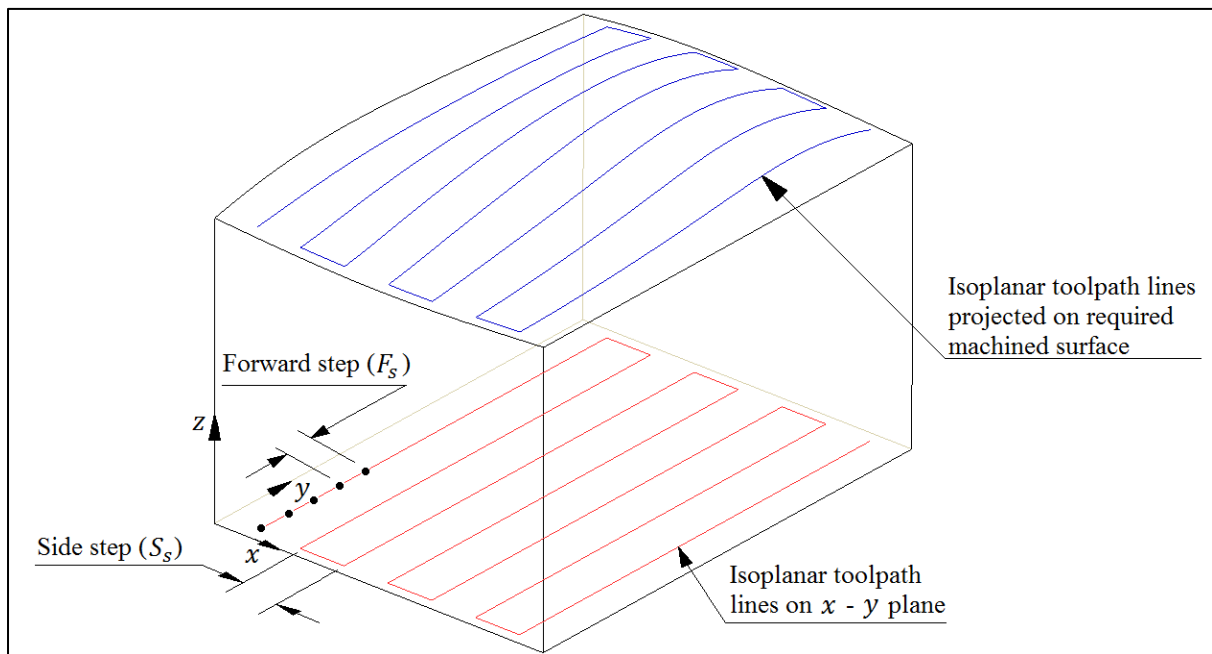 Isoplanar toolpath lines
projected on required
machined surface
Forward step (Fₛ)
z
y
x
Side step (Sₛ)
Isoplanar toolpath
lines on x - y plane